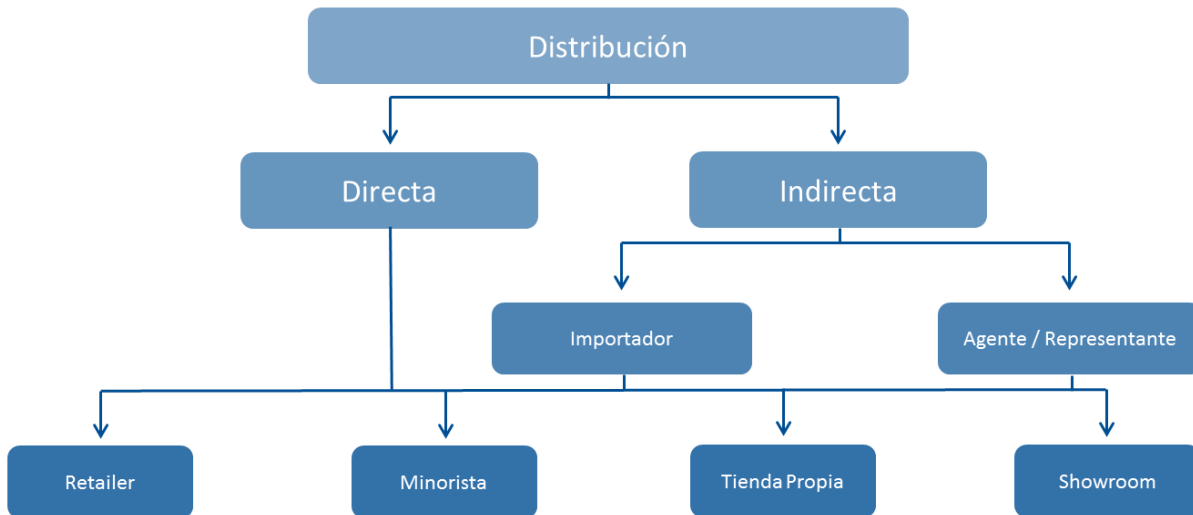 Distribución
Directa
Indirecta
Importador
Agente / Representante
Retailer
Minorista
Tienda Propia
Showroom